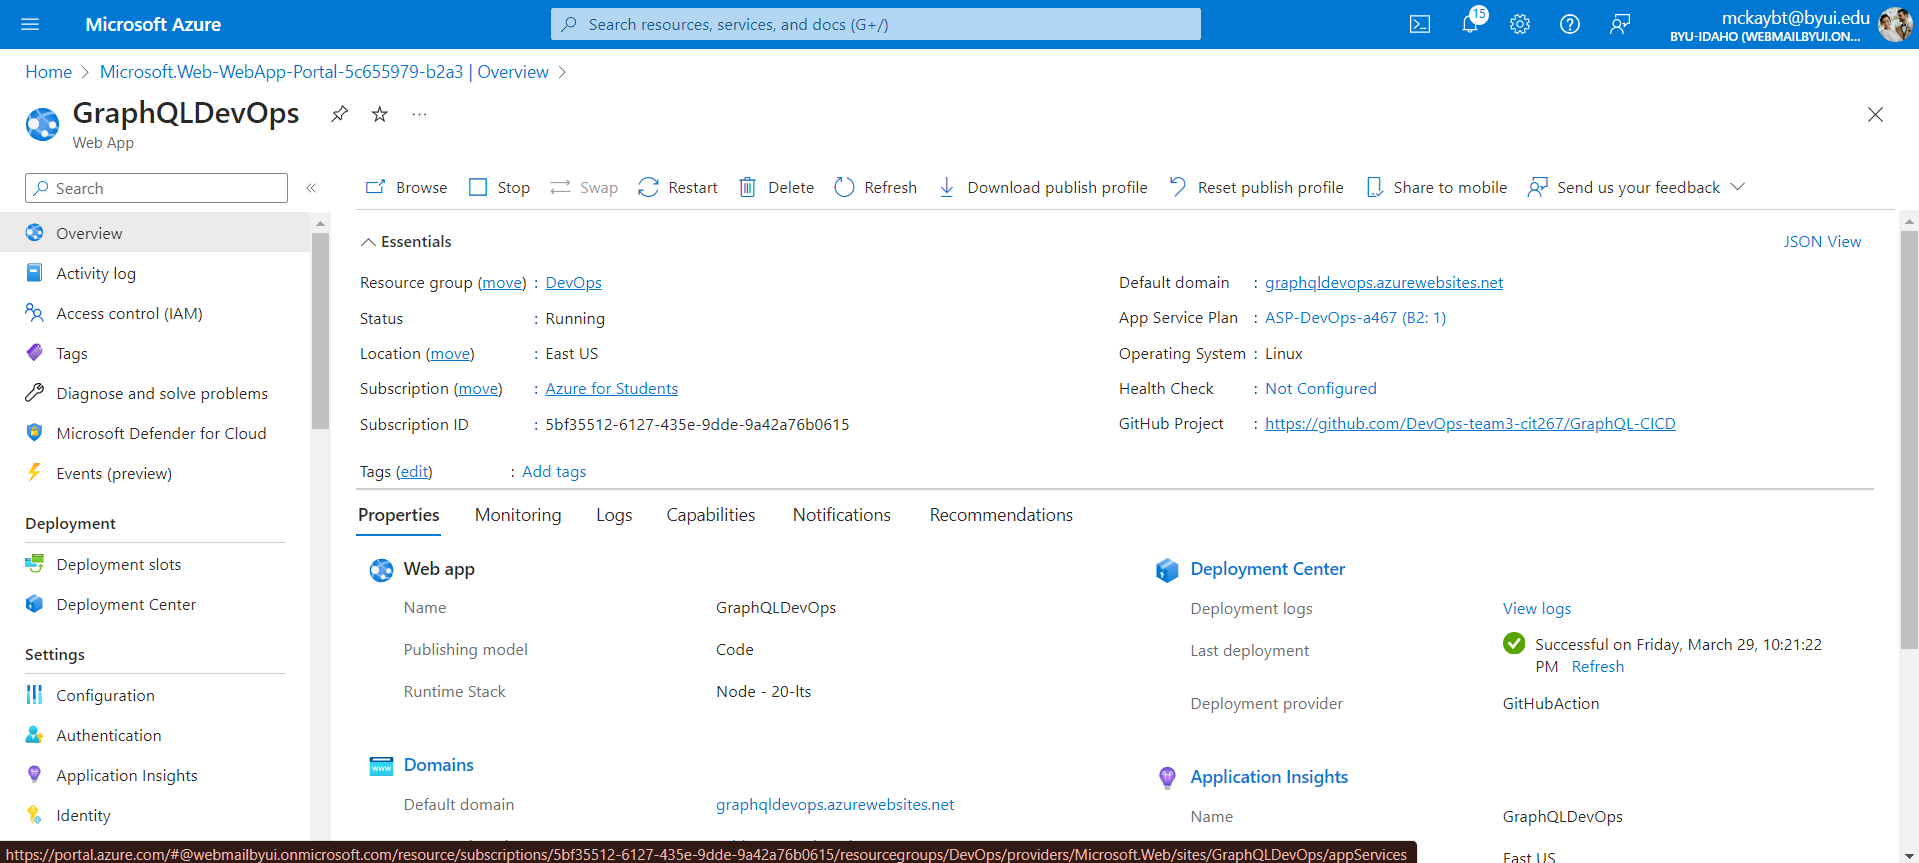 Microsoft Azure
Search resources, services, and docs (G+/)
15
mckaybt@byui.edu
BYU-IDAHO (WEBMAILBYUI.ON...
Home > Microsoft.Web-WebApp-Portal-5c655979-b2a3 | Overview >
GraphQLDevOps
Web App
Search
«
Browse
Stop
Swap
Restart
Delete
Refresh
Download publish profile
Reset publish profile
Share to mobile
Send us your feedback
Overview
Activity log
Access control (IAM)
Tags
Diagnose and solve problems
Microsoft Defender for Cloud
Events (preview)
Deployment
Deployment slots
Deployment Center
Settings
Configuration
Authentication
Application Insights
Identity
Essentials
JSON View
Resource group (move) : DevOps
Status : Running
Location (move) : East US
Subscription (move) : Azure for Students
Subscription ID : 5bf35512-6127-435e-9dde-9a42a76b0615
Default domain : graphqldevops.azurewebsites.net
App Service Plan : ASP-DevOps-a467 (B2: 1)
Operating System : Linux
Health Check : Not Configured
GitHub Project : https://github.com/DevOps-team3-cit267/GraphQL-CICD
Tags (edit) : Add tags
Properties
Monitoring
Logs
Capabilities
Notifications
Recommendations
Web app
Name GraphQLDevOps
Publishing model Code
Runtime Stack Node - 20-lts
Domains
Default domain graphqldevops.azurewebsites.net
Deployment Center
Deployment logs View logs
Last deployment Successful on Friday, March 29, 10:21:22
PM Refresh
Deployment provider GitHubAction
Application Insights
Name GraphQLDevOps
East US
https://portal.azure.com/#@webmailbyui.onmicrosoft.com/resource/subscriptions/5bf35512-6127-435e-9dde-9a42a76b0615/resourcegroups/DevOps/providers/Microsoft.Web/sites/GraphQLDevOps/appServices